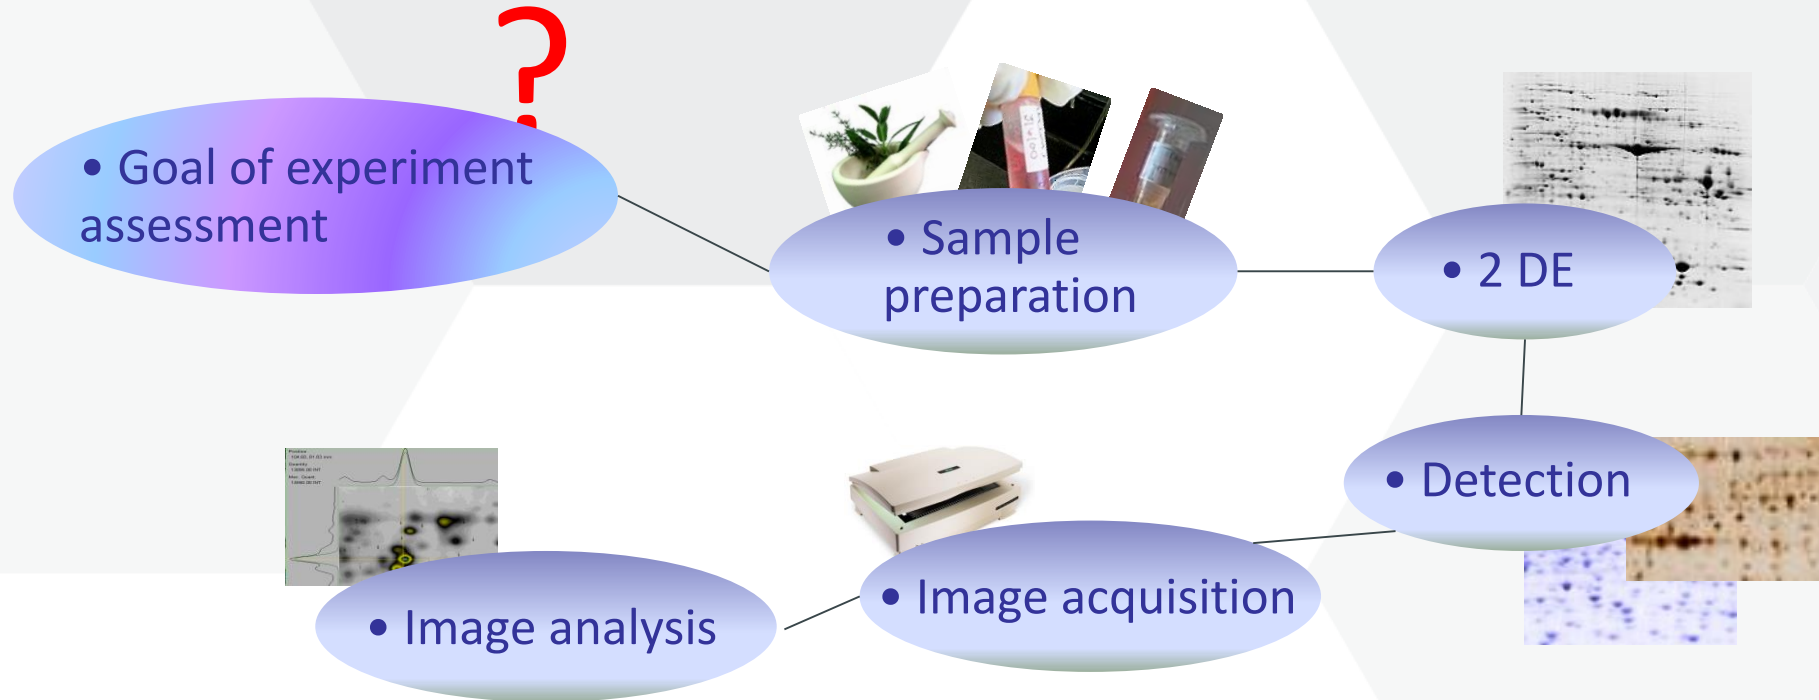 ?
• Goal of experiment
assessment
• Sample
preparation
• 2 DE
• Detection
• Image acquisition
• Image analysis